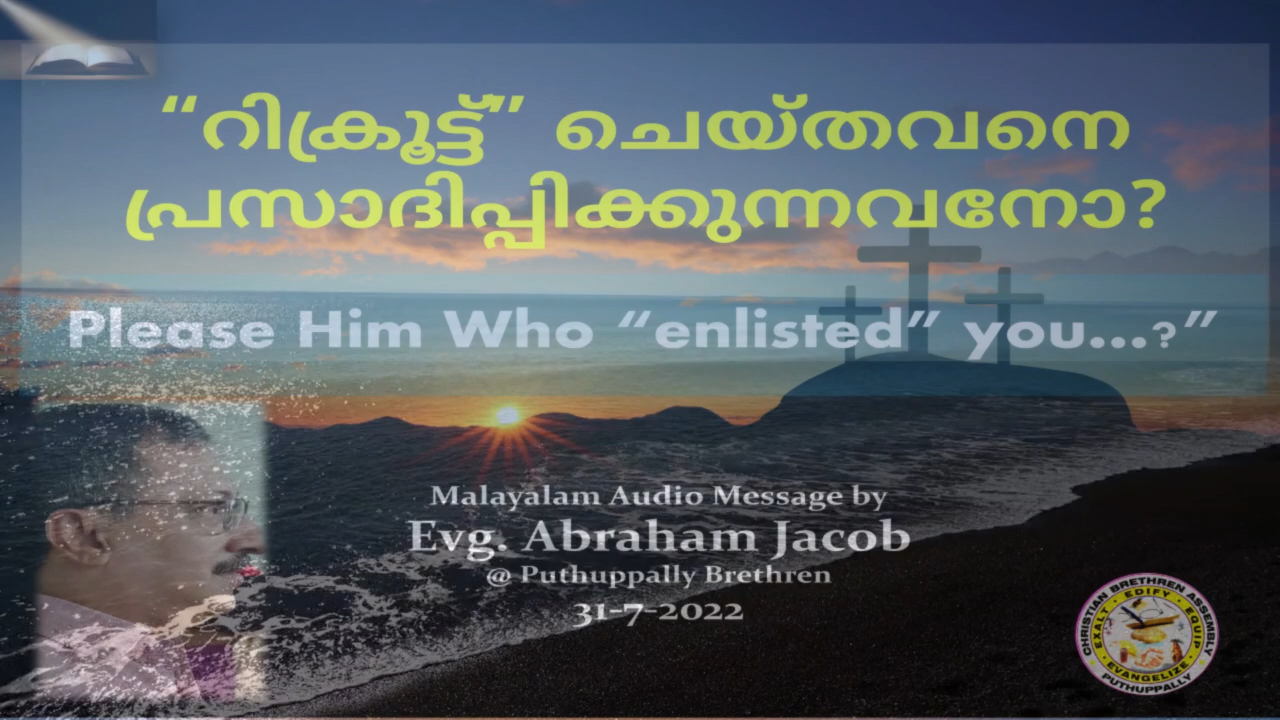 “റിക്രൂട്ട്” ചെയ്തവനെ
പ്രസാദിപ്പിക്കുന്നവനോ?
Please Him Who “enlisted” you...?”
Malayalam Audio Message by
Evg. Abraham Jacob
@ Puthuppally Brethren
31-7-2022
CHRISTIAN BRETHREN ASSEMBLY
EXALT • EDIFY • EQUIP
• EVANGELIZE •
PUTHUPPALLY